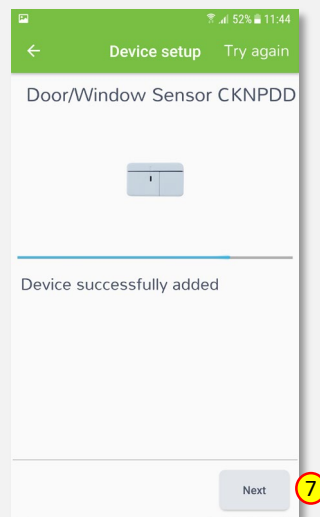 52% 11:44
Device setup Try again
Door/Window Sensor CKNPDD
Device successfully added
Next 7